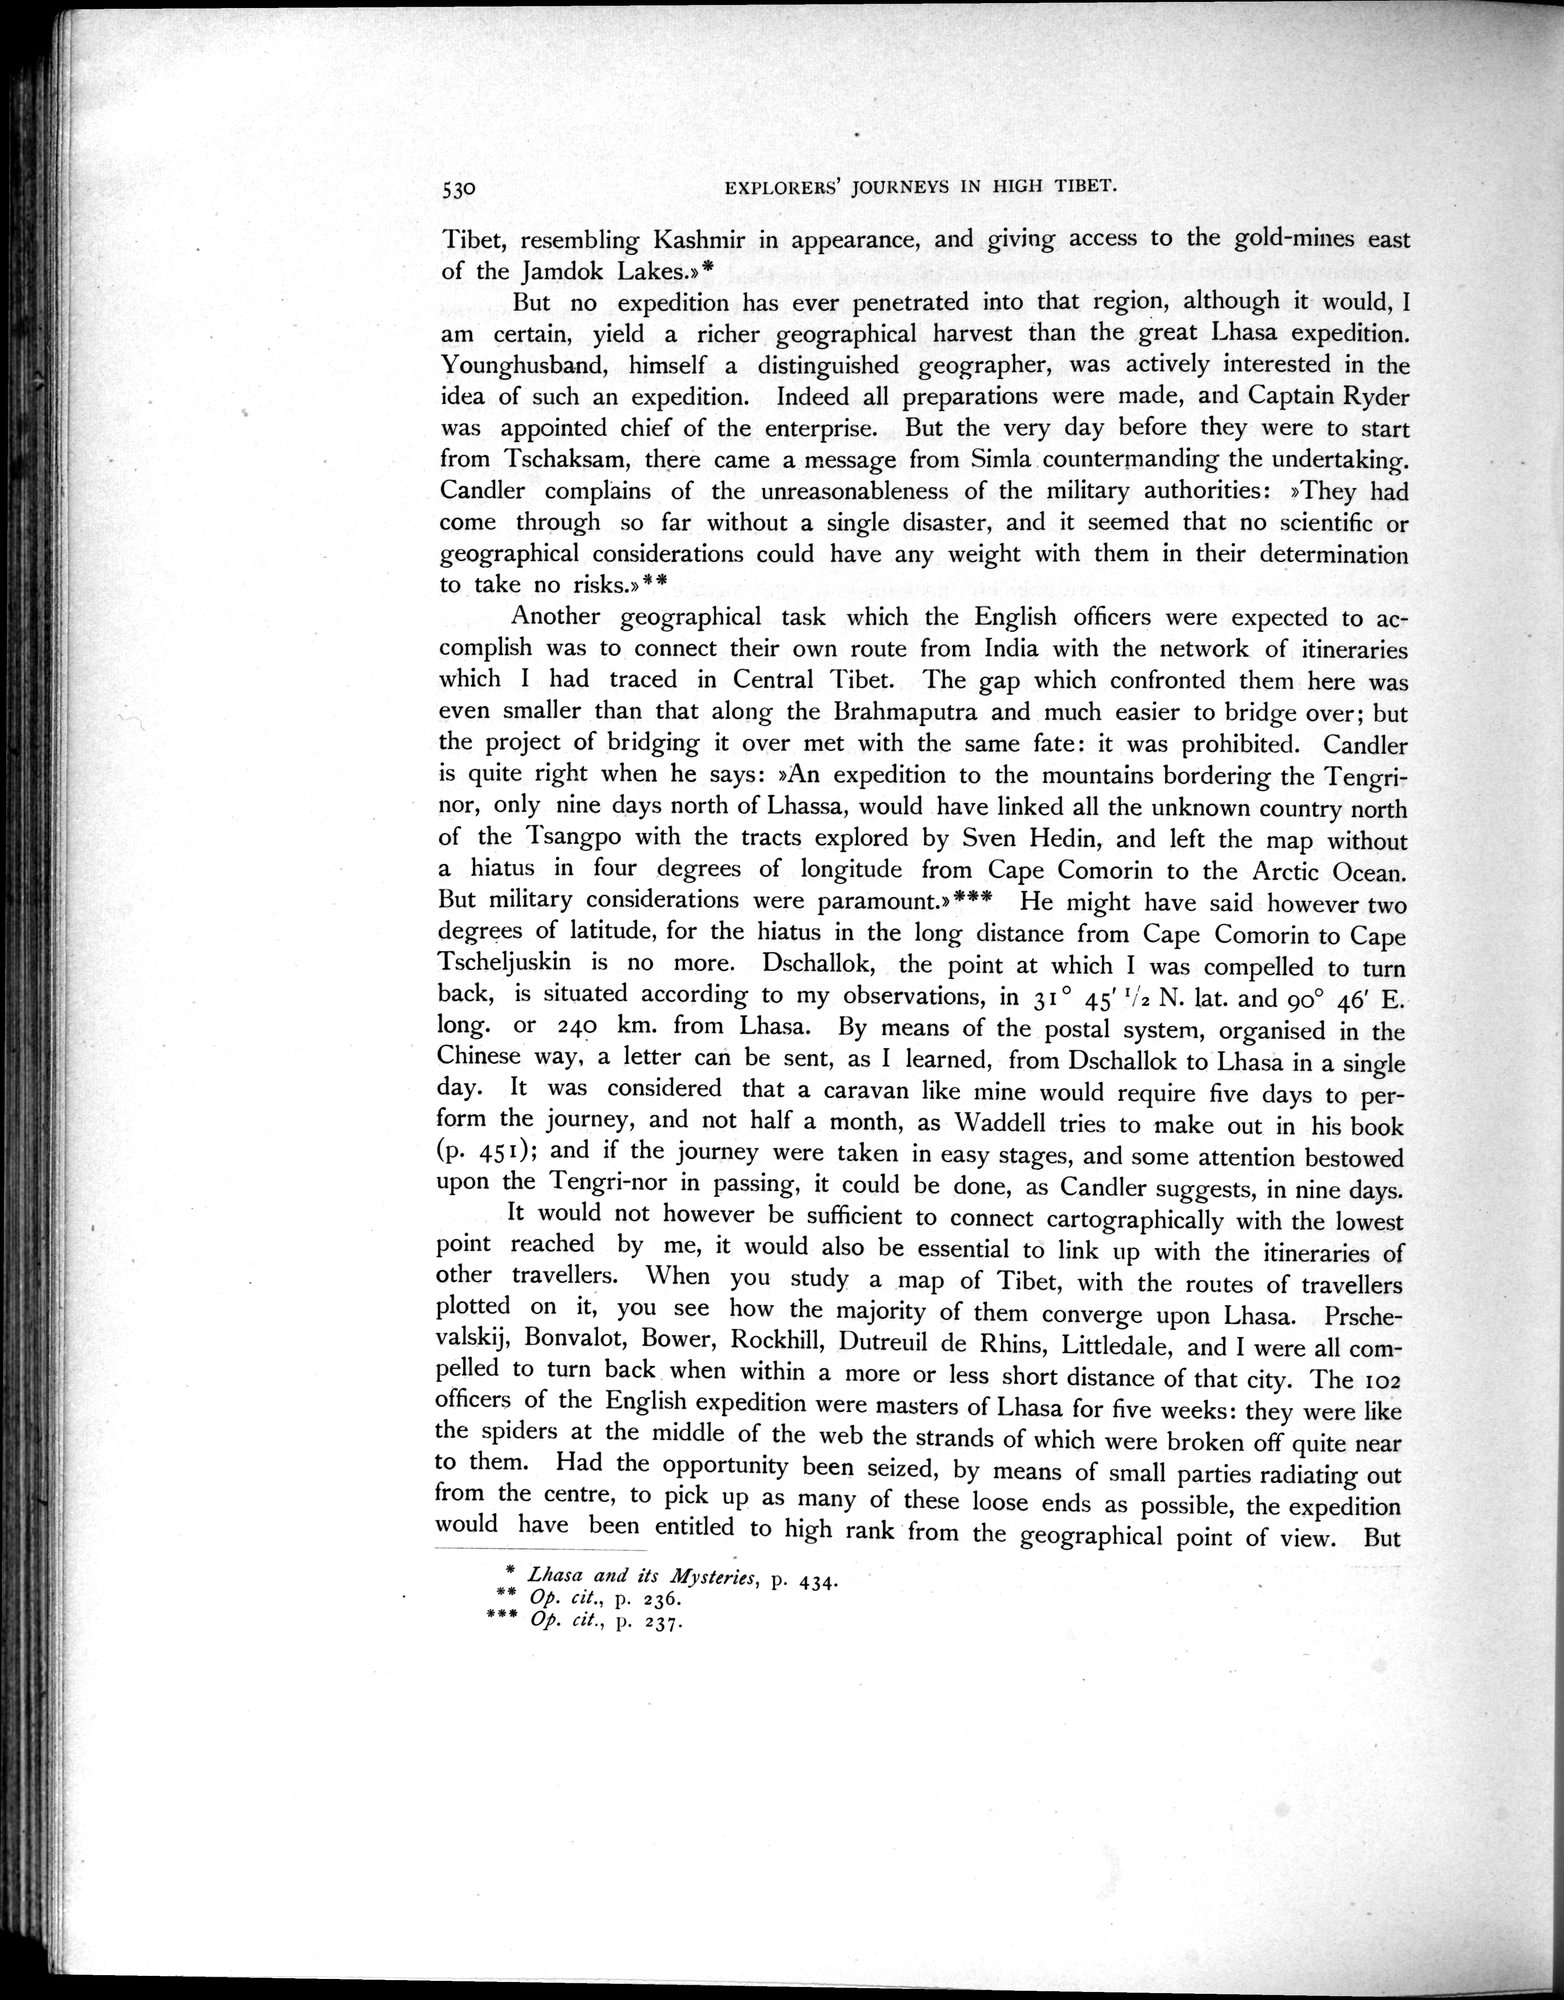 530
EXPLORERS' JOURNEYS IN HIGH TIBET.
Tibet, resembling Kashmir in appearance, and giving access to the gold-mines east
of the Jamdok Lakes.»*
But no expedition has ever penetrated into that region, although it would, I
am certain, yield a richer geographical harvest than the great Lhasa expedition.
Younghusband, himself a distinguished geographer, was actively interested in the
idea of such an expedition. Indeed all preparations were made, and Captain Ryder
was appointed chief of the enterprise. But the very day before they were to start
from Tschaksam, there came a message from Simla countermanding the undertaking.
Candler complains of the unreasonableness of the military authorities: »They had
come through so far without a single disaster, and it seemed that no scientific or
geographical considerations could have any weight with them in their determination
to take no risks.»**
Another geographical task which the English officers were expected to ac-
complish was to connect their own route from India with the network of itineraries
which I had traced in Central Tibet. The gap which confronted them here was
even smaller than that along the Brahmaputra and much easier to bridge over; but
the project of bridging it over met with the same fate: it was prohibited. Candler
is quite right when he says: »An expedition to the mountains bordering the Tengri-
nor, only nine days north of Lhassa, would have linked all the unknown country north
of the Tsangpo with the tracts explored by Sven Hedin, and left the map without
a hiatus in four degrees of longitude from Cape Comorin to the Arctic Ocean.
But military considerations were paramount.»*** He might have said however two
degrees of latitude, for the hiatus in the long distance from Cape Comorin to Cape
Tscheljuskin is no more. Dschallok, the point at which I was compelled to turn
back, is situated according to my observations, in 31° 45' 1/2 N. lat. and 90° 46' E.
long. or 240 km. from Lhasa. By means of the postal system, organised in the
Chinese way, a letter can be sent, as I learned, from Dschallok to Lhasa in a single
day. It was considered that a caravan like mine would require five days to per-
form the journey, and not half a month, as Waddell tries to make out in his book
(p. 451); and if the journey were taken in easy stages, and some attention bestowed
upon the Tengri-nor in passing, it could be done, as Candler suggests, in nine days.
It would not however be sufficient to connect cartographically with the lowest
point reached by me, it would also be essential to link up with the itineraries of
other travellers. When you study a map of Tibet, with the routes of travellers
plotted on it, you see how the majority of them converge upon Lhasa. Prsche-
valskij, Bonvalot, Bower, Rockhill, Dutreuil de Rhins, Littledale, and I were all com-
pelled to turn back when within a more or less short distance of that city. The 102
officers of the English expedition were masters of Lhasa for five weeks: they were like
the spiders at the middle of the web the strands of which were broken off quite near
to them. Had the opportunity been seized, by means of small parties radiating out
from the centre, to pick up as many of these loose ends as possible, the expedition
would have been entitled to high rank from the geographical point of view. But
* Lhasa and its Mysteries, p. 434.
** Op. cit., p. 236.
*** Op. cit., p. 237.